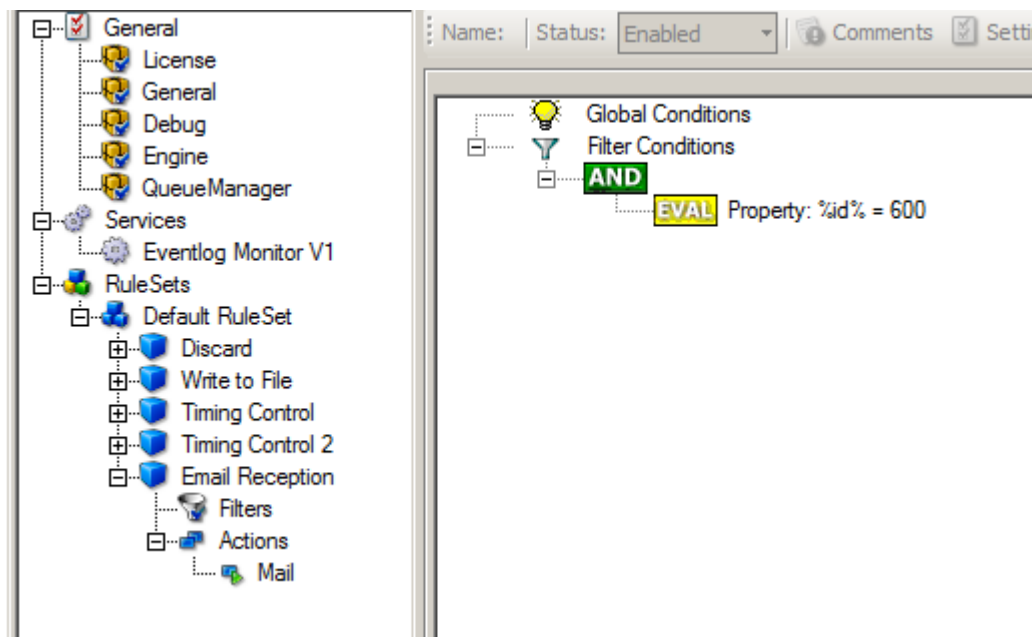 General
License
General
Debug
Engine
QueueManager
Services
Eventlog Monitor V1
RuleSets
Default RuleSet
Discard
Write to File
Timing Control
Timing Control 2
Email Reception
Filters
Actions
Mail
Name: Status: Enabled Comments Setti
Global Conditions
Filter Conditions
AND
EVAL Property: %id% = 600